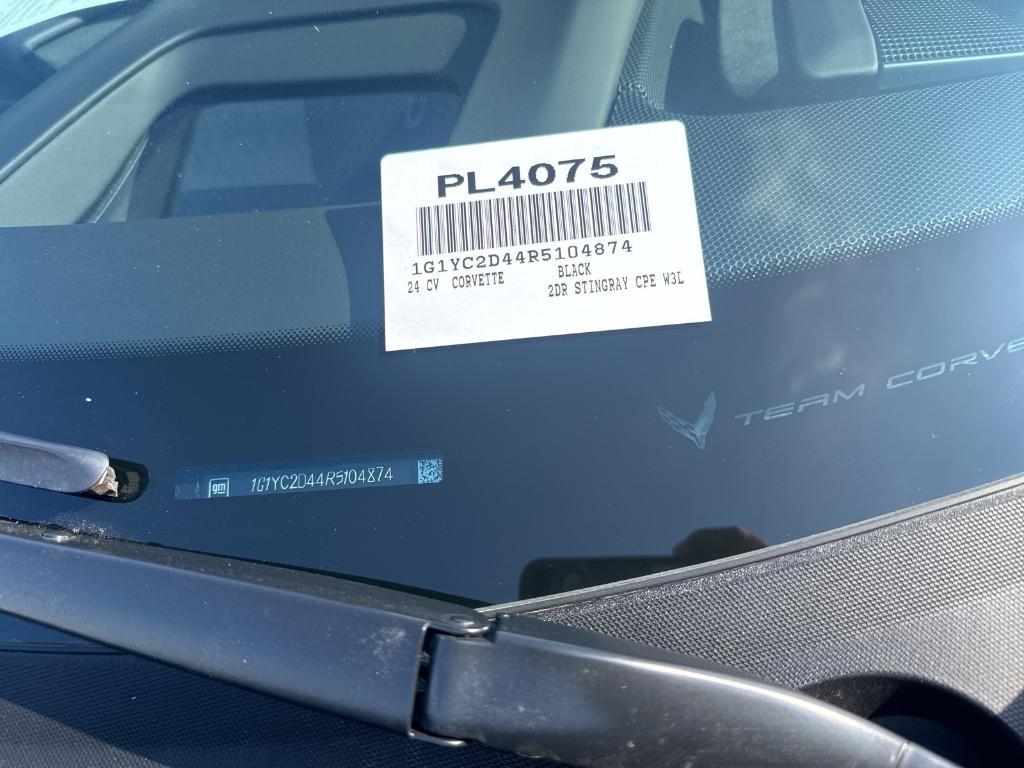 PL4075
1G1YC2D44R5104874
24 CV CORVETTE BLACK
2DR STINGRAY CPE W3L
TEAM CORVE
gm 1G1YC2D44R5104874